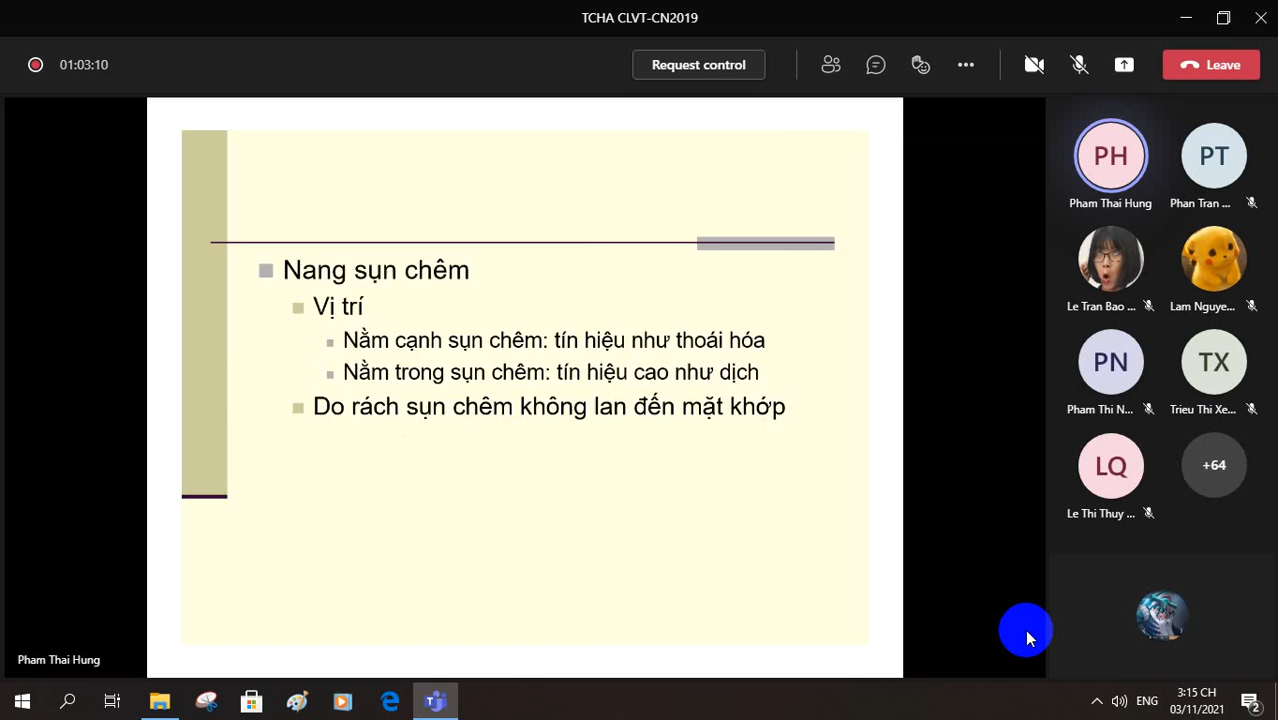 TCHA CLVT-CN2019
01:03:10
Request control
Leave
Nang sụn chêm
Vị trí
Nằm cạnh sụn chêm: tín hiệu như thoái hóa
Nằm trong sụn chêm: tín hiệu cao như dịch
Do rách sụn chêm không lan đến mặt khớp
PH
PT
Pham Thai Hung
Phan Tran ...
Le Tran Bao ...
Lam Nguye...
PN
TX
Pham Thi N...
Trieu Thi Xe...
LQ
+64
Le Thi Thuy ...
Pham Thai Hung
ENG
3:15 CH
03/11/2021
2